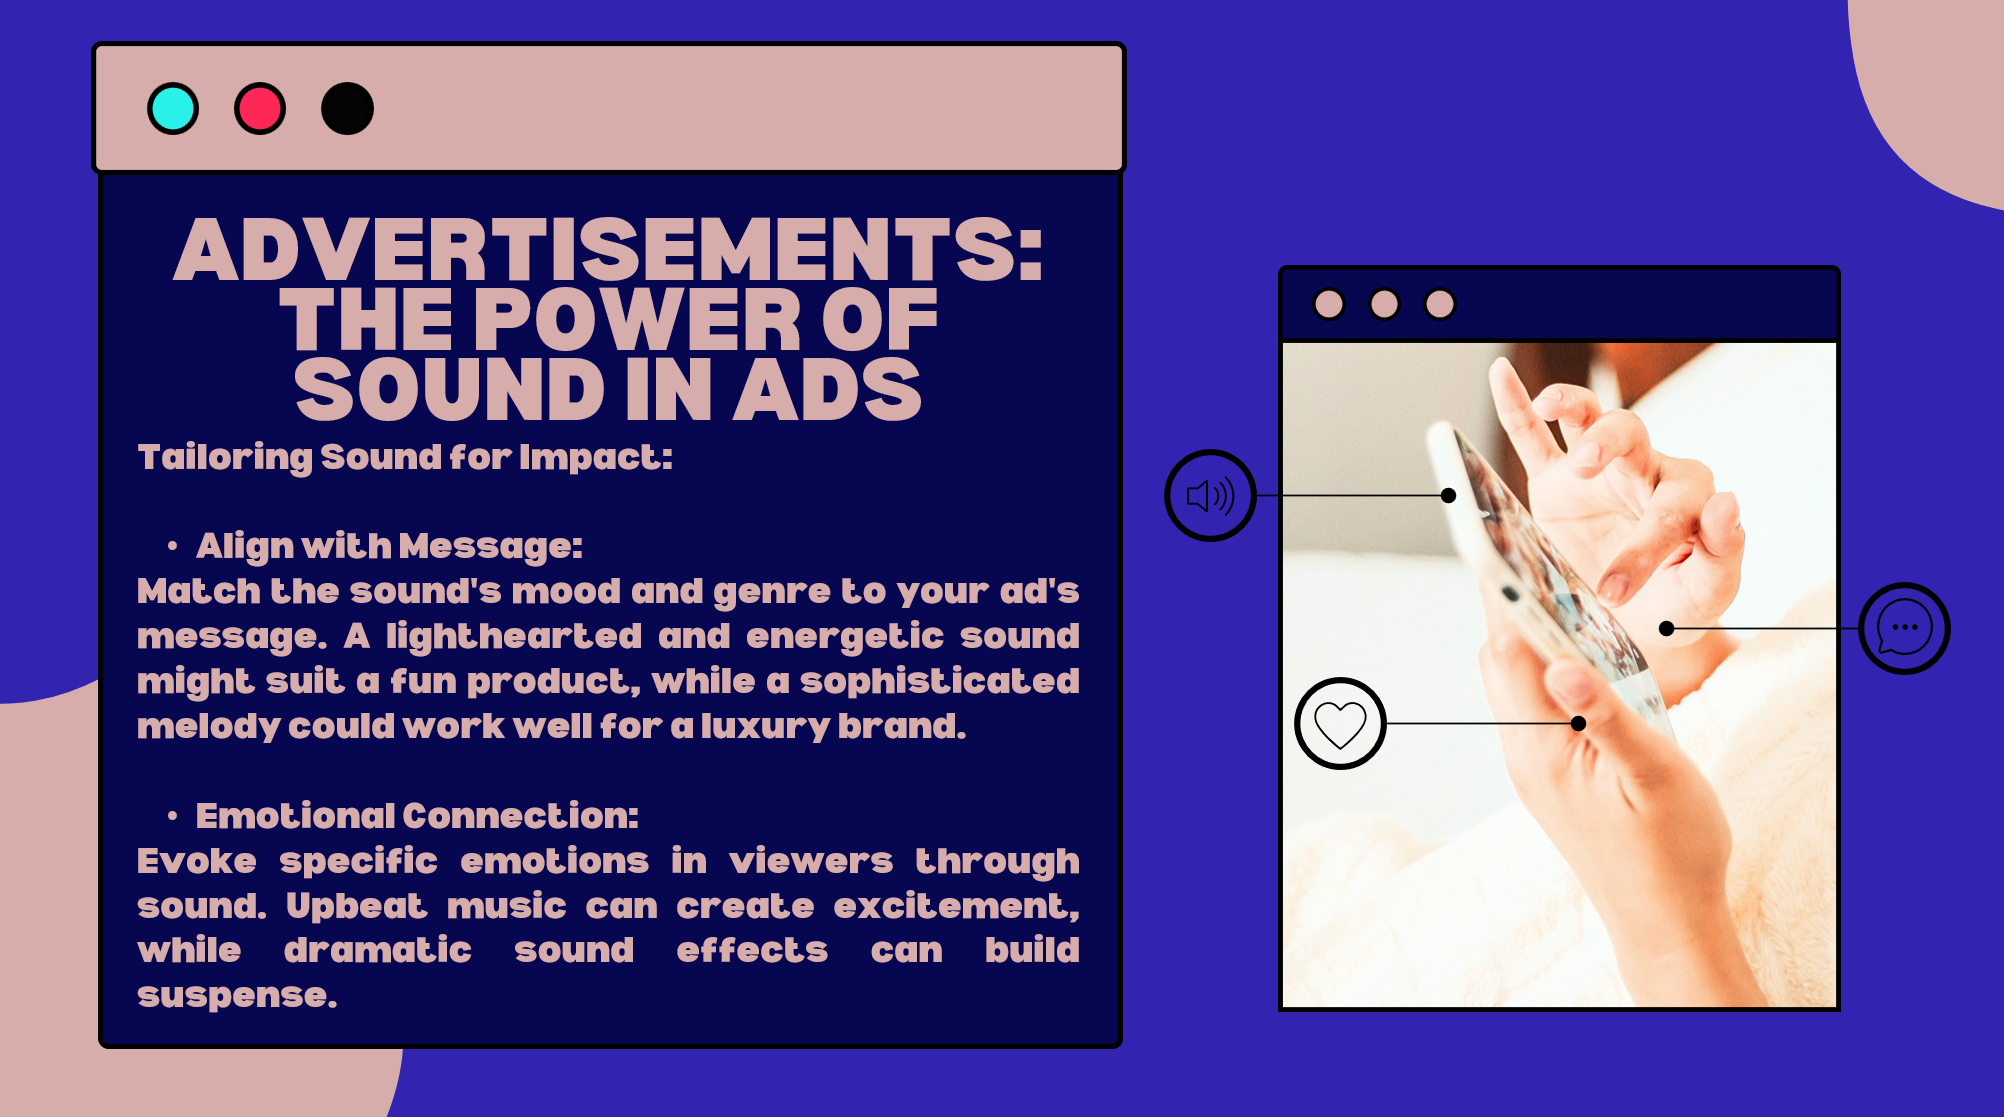 ADVERTISEMENTS:
THE POWER OF
SOUND IN ADS
Tailoring Sound for Impact:
• Align with Message:
Match the sound's mood and genre to your ad's
message. A lighthearted and energetic sound
might suit a fun product, while a sophisticated
melody could work well for a luxury brand.
• Emotional Connection:
Evoke specific emotions in viewers through
sound. Upbeat music can create excitement,
while dramatic sound effects can build
suspense.